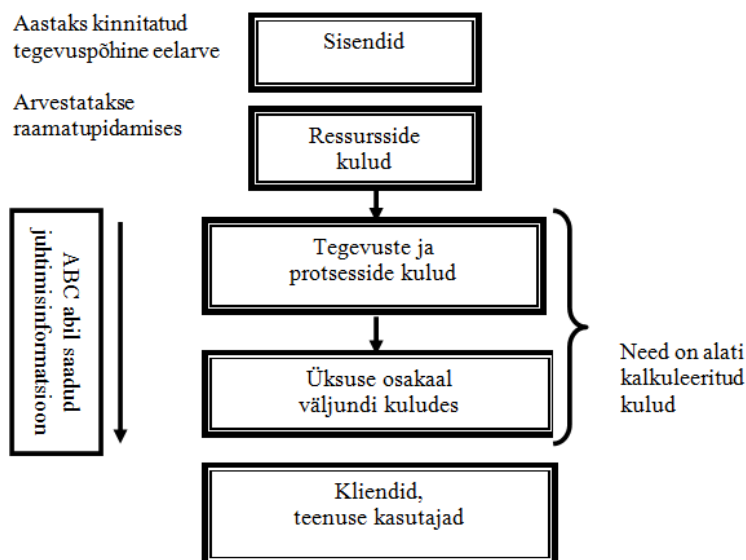 Aastaks kinnitatud
tegevuspõhine eelarve
Sisendid
Arvestatakse
raamatupidamises
Ressursside
kulud
ABC abil saadud
juhtimisinformatsioon
Tegevuste ja
protsesside kulud
Üksuse osakaal
väljundi kuludes
Need on alati
kalkuleeritud
kulud
Kliendid,
teenuse kasutajad